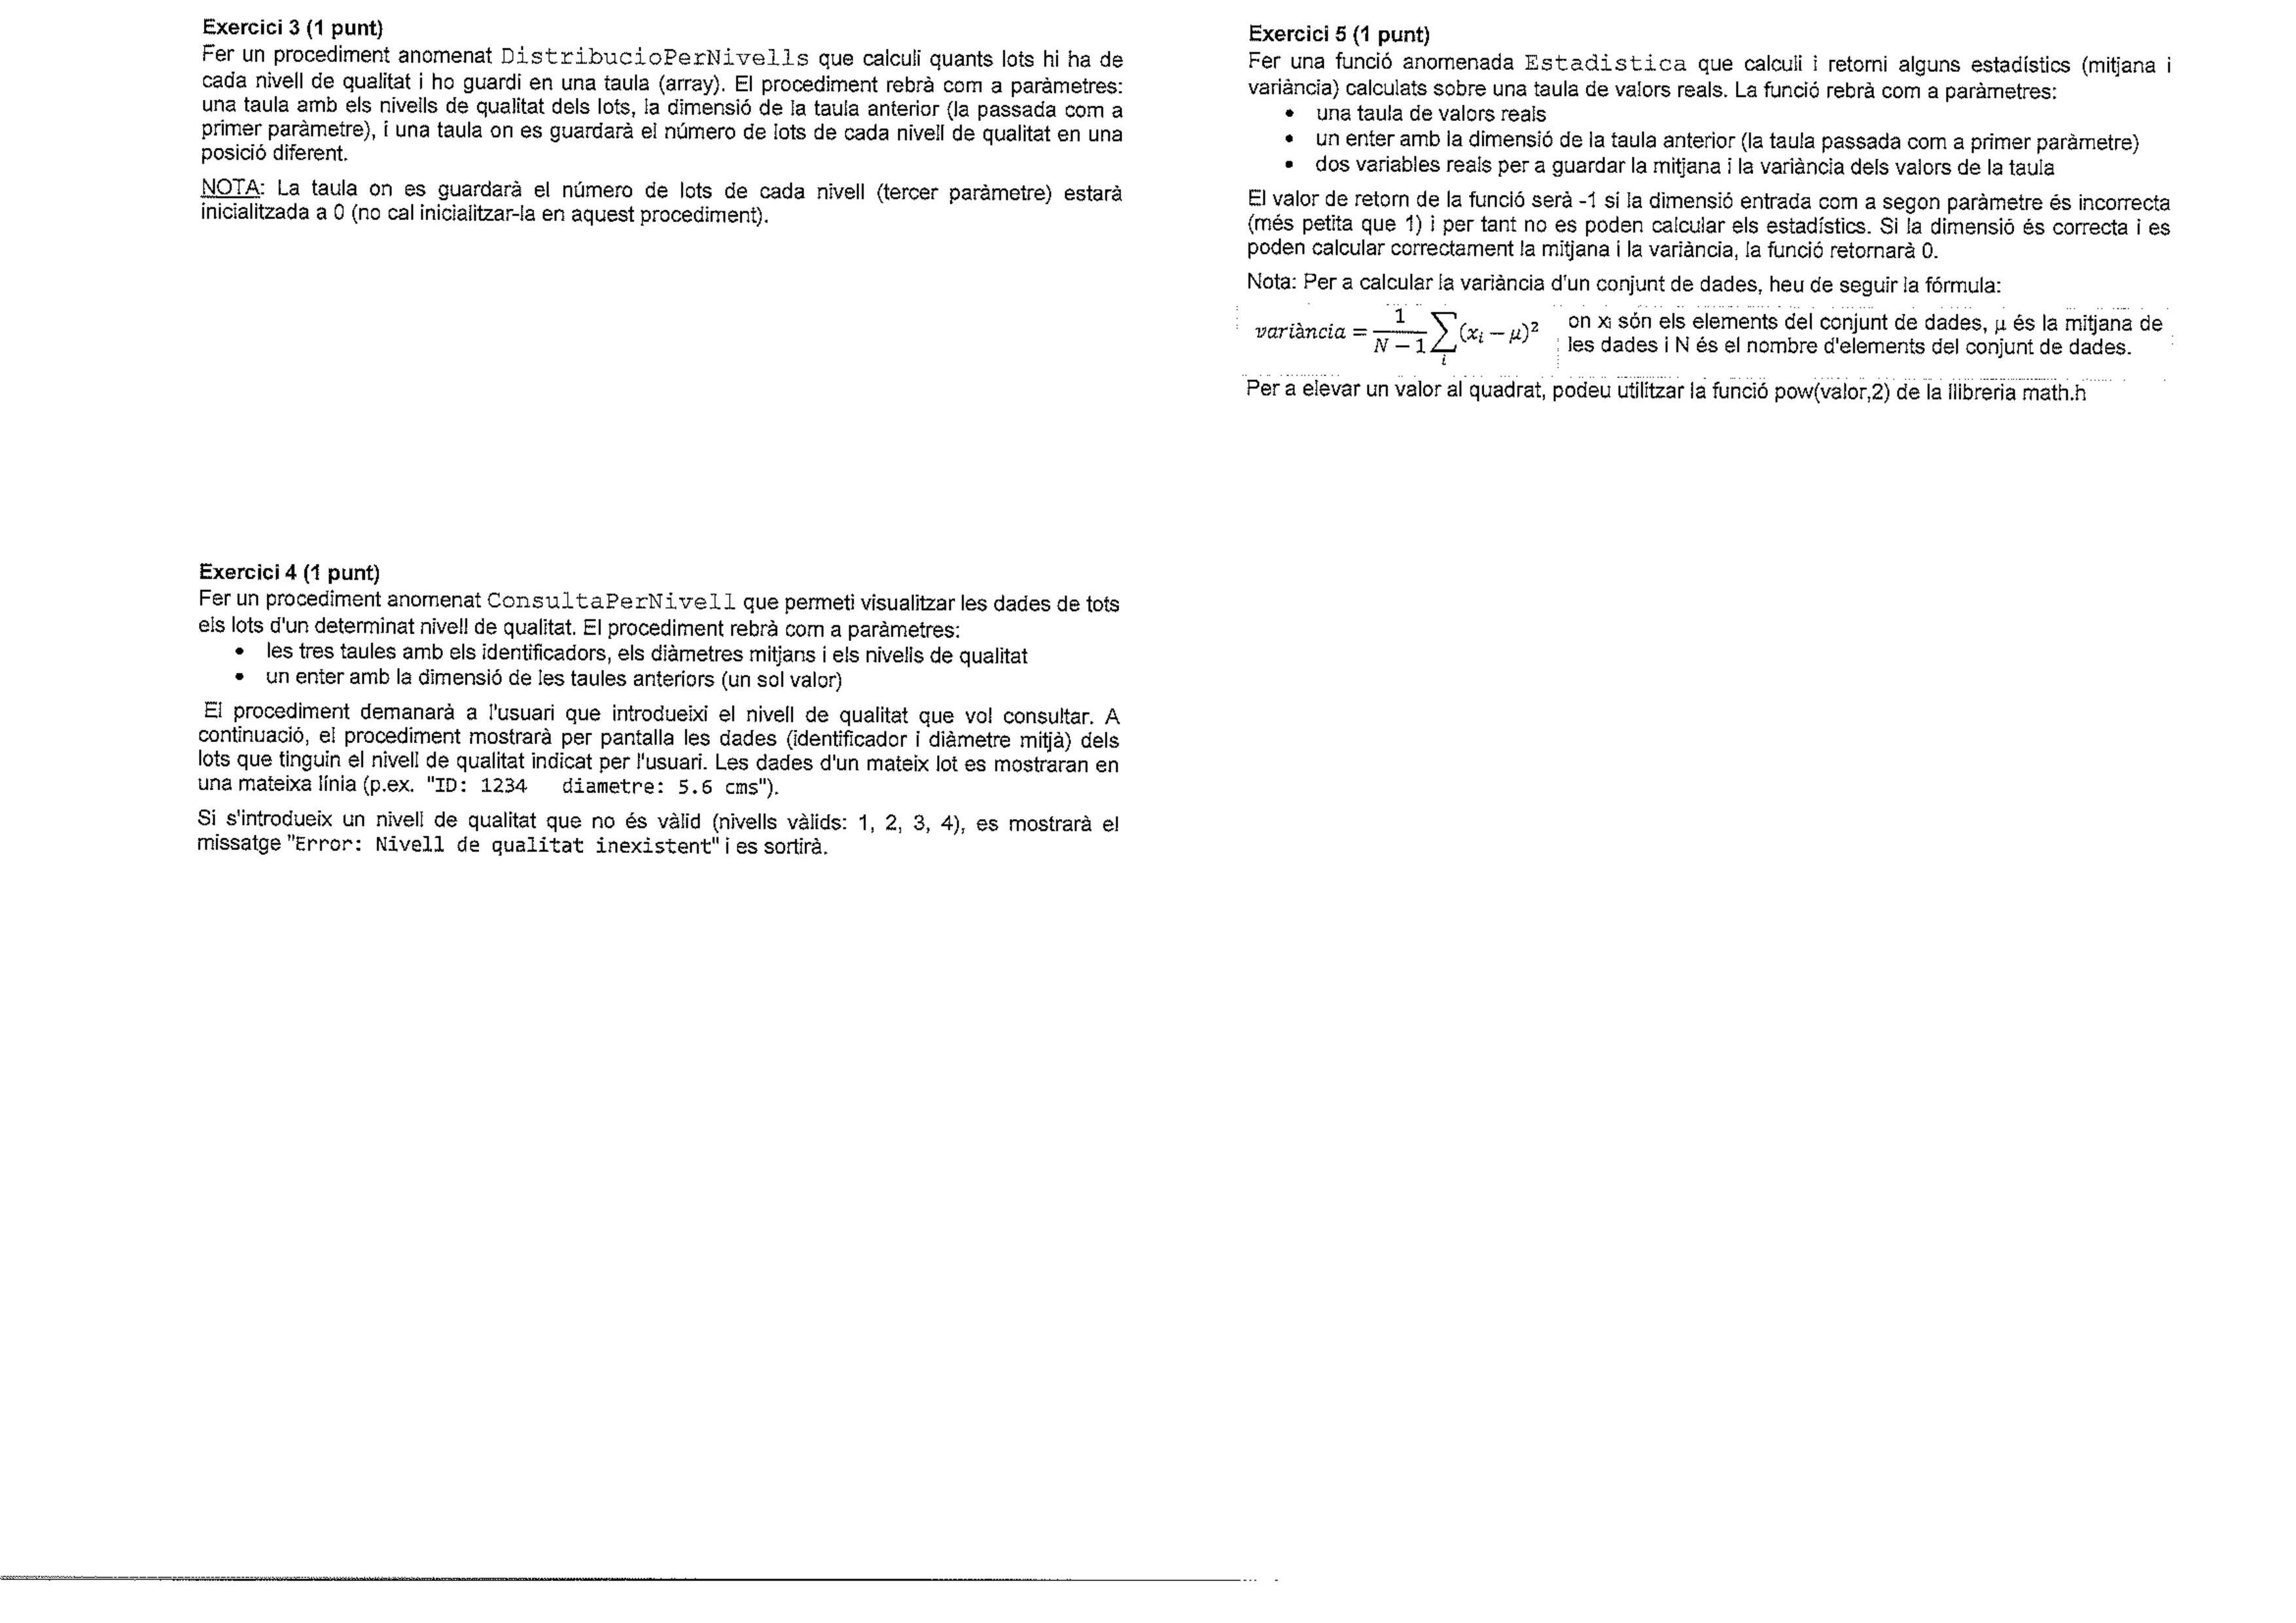 Exercici 3 (1 punt)
Fer un procediment anomenat DistribucioPerNivells que calculi quants lots hi ha de
cada nivell de qualitat i ho guardi en una taula (array). El procediment rebrà com a paràmetres:
una taula amb els nivells de qualitat dels lots, la dimensió de la taula anterior (la passada com a
primer paràmetre), i una taula on es guardarà el número de lots de cada nivell de qualitat en una
posició diferent.
NOTA: La taula on es guardarà el número de lots de cada nivell (tercer paràmetre) estarà
inicialitzada a 0 (no cal inicialitzar-la en aquest procediment).
Exercici 4 (1 punt)
Fer un procediment anomenat ConsultaPerNivell que permeti visualitzar les dades de tots
els lots d'un determinat nivell de qualitat. El procediment rebrà com a paràmetres:
• les tres taules amb els identificadors, els diàmetres mitjans i els nivells de qualitat
• un enter amb la dimensió de les taules anteriors (un sol valor)
El procediment demanarà a l'usuari que introdueixi el nivell de qualitat que vol consultar. A
continuació, el procediment mostrarà per pantalla les dades (identificador i diàmetre mitjà) dels
lots que tinguin el nivell de qualitat indicat per l'usuari. Les dades d'un mateix lot es mostraran en
una mateixa línia (p.ex. "ID: 1234   diametre: 5.6 cms").
Si s'introdueix un nivell de qualitat que no és vàlid (nivells vàlids: 1, 2, 3, 4), es mostrarà el
missatge "Error: Nivell de qualitat inexistent" i es sortirà.
Exercici 5 (1 punt)
Fer una funció anomenada Estadistica que calculi i retorni alguns estadístics (mitjana i
variància) calculats sobre una taula de valors reals. La funció rebrà com a paràmetres:
• una taula de valors reals
• un enter amb la dimensió de la taula anterior (la taula passada com a primer paràmetre)
• dos variables reals per a guardar la mitjana i la variància dels valors de la taula
El valor de retorn de la funció serà -1 si la dimensió entrada com a segon paràmetre és incorrecta
(més petita que 1) i per tant no es poden calcular els estadístics. Si la dimensió és correcta i es
poden calcular correctament la mitjana i la variància, la funció retornarà 0.
Nota: Per a calcular la variància d'un conjunt de dades, heu de seguir la fórmula:
variància = 1/(N − 1) ∑i (xi − μ)²
on xi són els elements del conjunt de dades, μ és la mitjana de
les dades i N és el nombre d'elements del conjunt de dades.
Per a elevar un valor al quadrat, podeu utilitzar la funció pow(valor,2) de la llibreria math.h